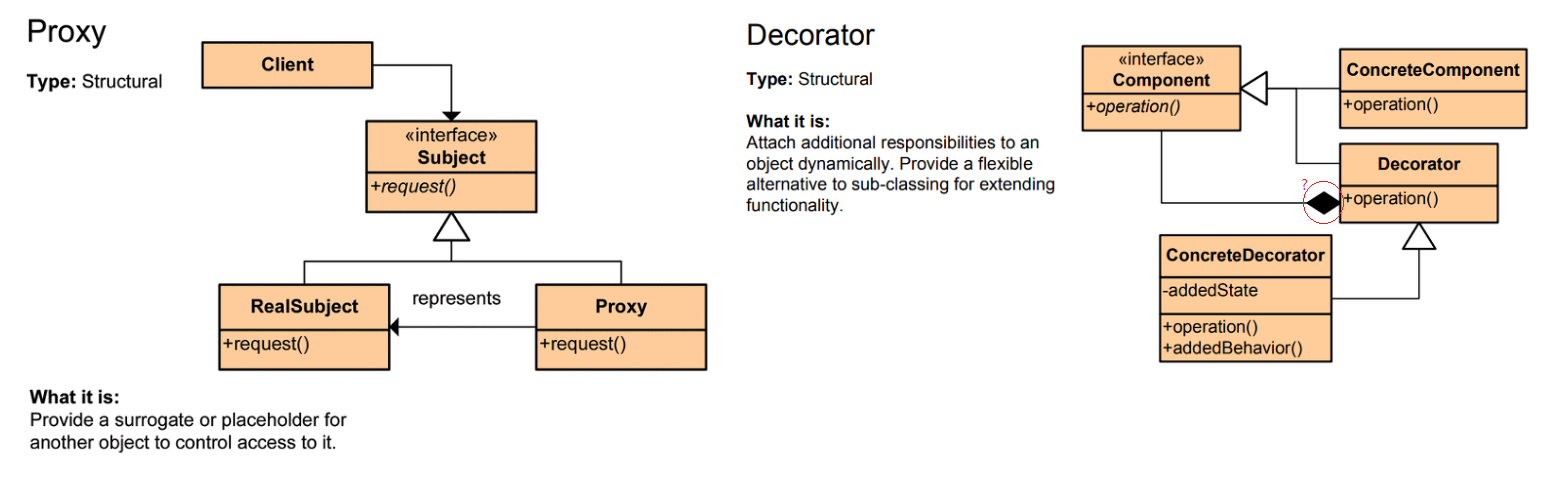 Proxy
Type: Structural
Client
«interface»
Subject
+request()
RealSubject
+request()
represents
Proxy
+request()
What it is:
Provide a surrogate or placeholder for
another object to control access to it.
Decorator
Type: Structural
What it is:
Attach additional responsibilities to an
object dynamically. Provide a flexible
alternative to sub-classing for extending
functionality.
«interface»
Component
+operation()
ConcreteComponent
+operation()
Decorator
+operation()
?
ConcreteDecorator
-addedState
+operation()
+addedBehavior()